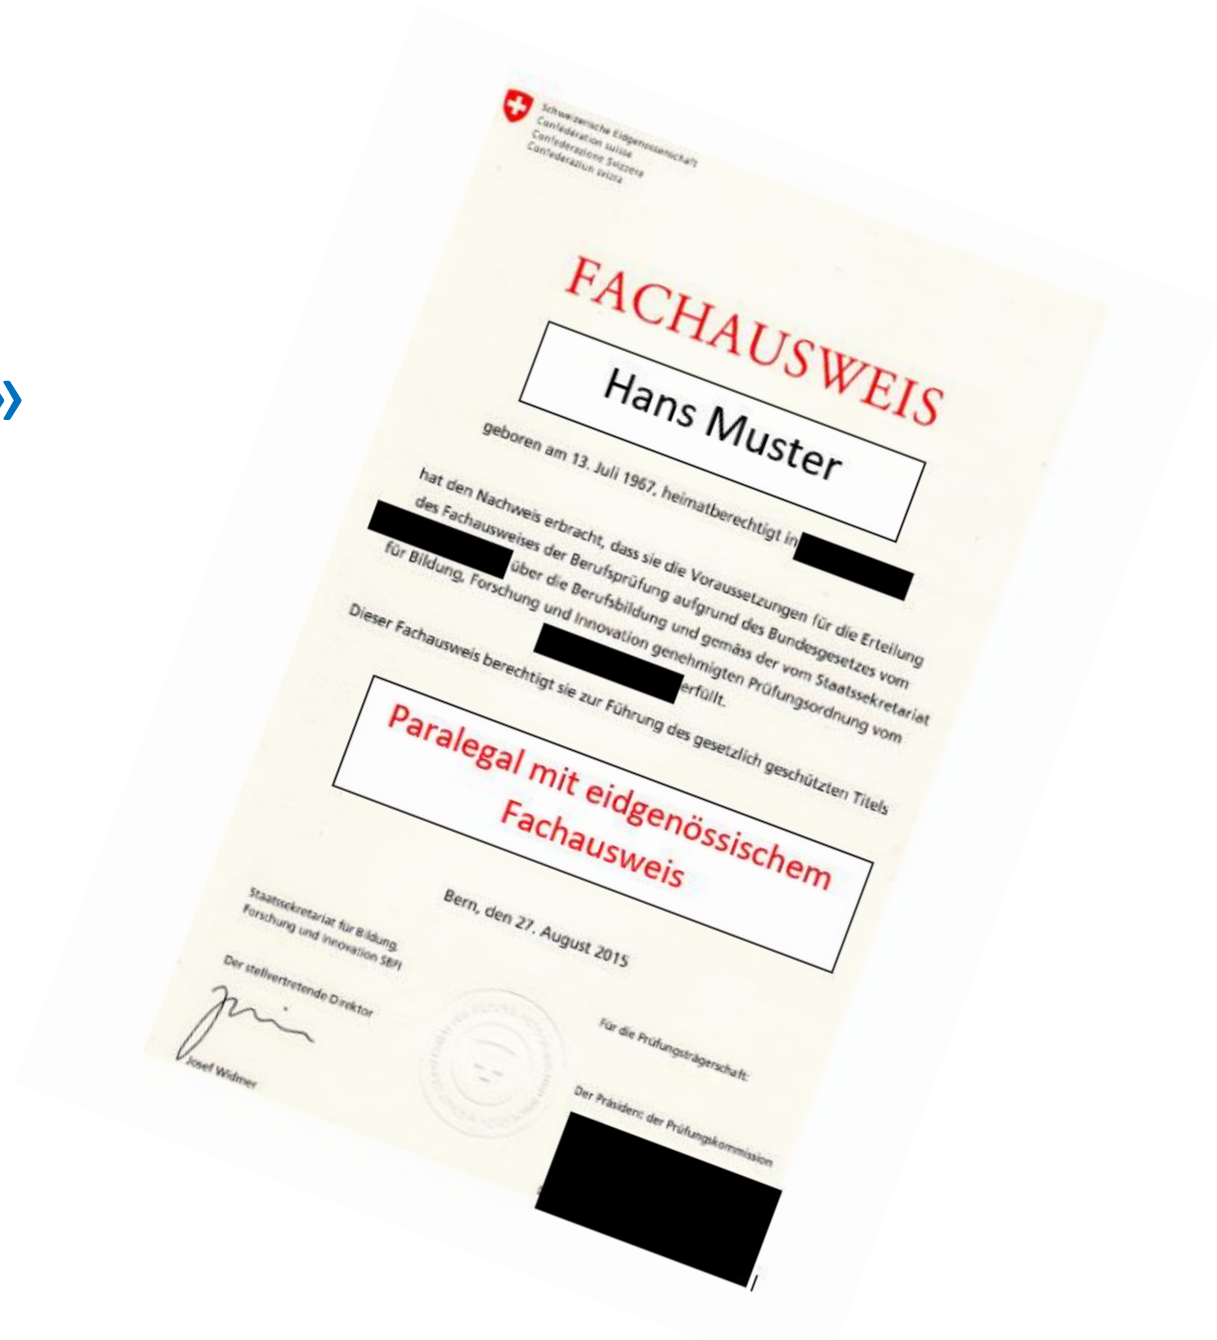 »
Schweizerische Eidgenossenschaft
Confédération suisse
Confederazione Svizzera
Confederaziun svizra
FACHAUSWEIS
Hans Muster
geboren am 13. Juli 1967, heimatberechtigt in
hat den Nachweis erbracht, dass sie die Voraussetzungen für die Erteilung
des Fachausweises der Berufsprüfung aufgrund des Bundesgesetzes vom
über die Berufsbildung und gemäss der vom Staatssekretariat
für Bildung, Forschung und Innovation genehmigten Prüfungsordnung vom
erfüllt.
Dieser Fachausweis berechtigt sie zur Führung des gesetzlich geschützten Titels
Paralegal mit eidgenössischem
Fachausweis
Bern, den 27. August 2015
Staatssekretariat für Bildung,
Forschung und Innovation SBFI
Der stellvertretende Direktor
Josef Widmer
Für die Prüfungsträgerschaft:
Der Präsident der Prüfungskommission